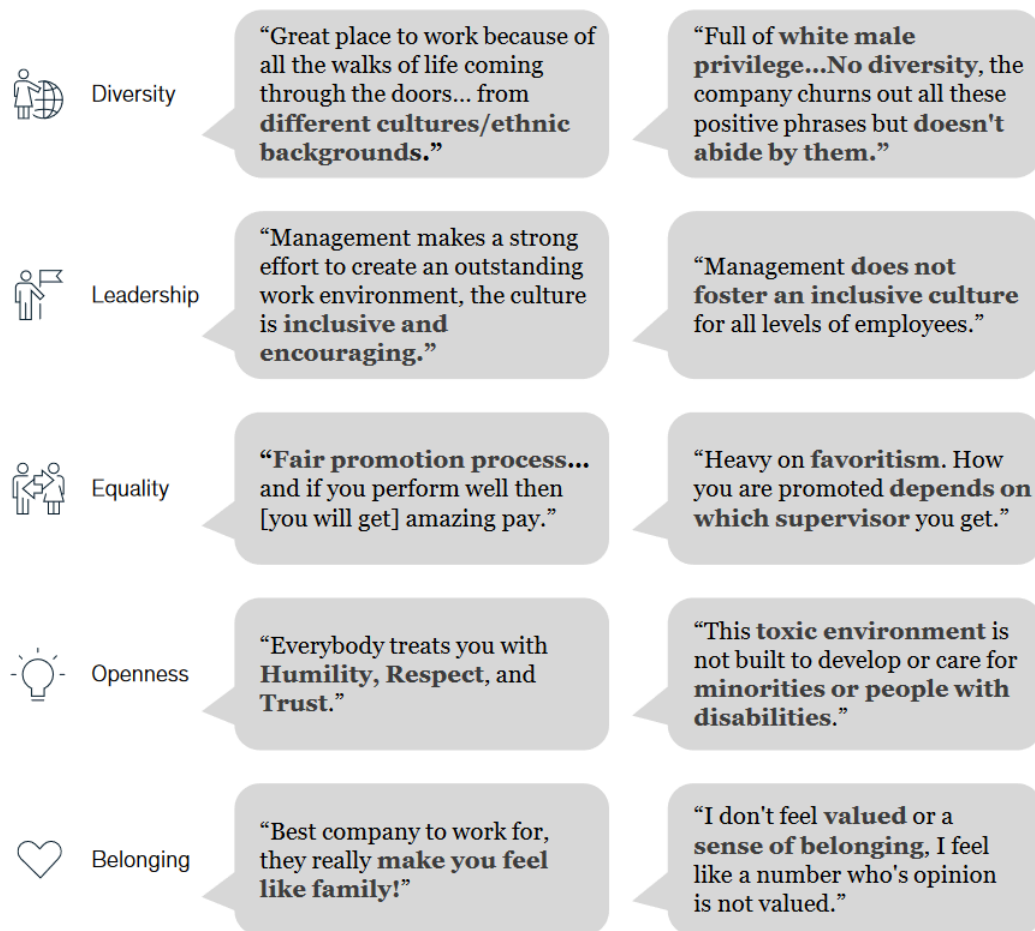 Diversity
“Great place to work because of
all the walks of life coming
through the doors... from
different cultures/ethnic
backgrounds.”
“Full of white male
privilege...No diversity, the
company churns out all these
positive phrases but doesn't
abide by them.”
Leadership
“Management makes a strong
effort to create an outstanding
work environment, the culture
is inclusive and
encouraging.”
“Management does not
foster an inclusive culture
for all levels of employees.”
Equality
“Fair promotion process...
and if you perform well then
[you will get] amazing pay.”
“Heavy on favoritism. How
you are promoted depends on
which supervisor you get.”
Openness
“Everybody treats you with
Humility, Respect, and
Trust.”
“This toxic environment is
not built to develop or care for
minorities or people with
disabilities.”
Belonging
“Best company to work for,
they really make you feel
like family!”
“I don't feel valued or a
sense of belonging, I feel
like a number who's opinion
is not valued.”